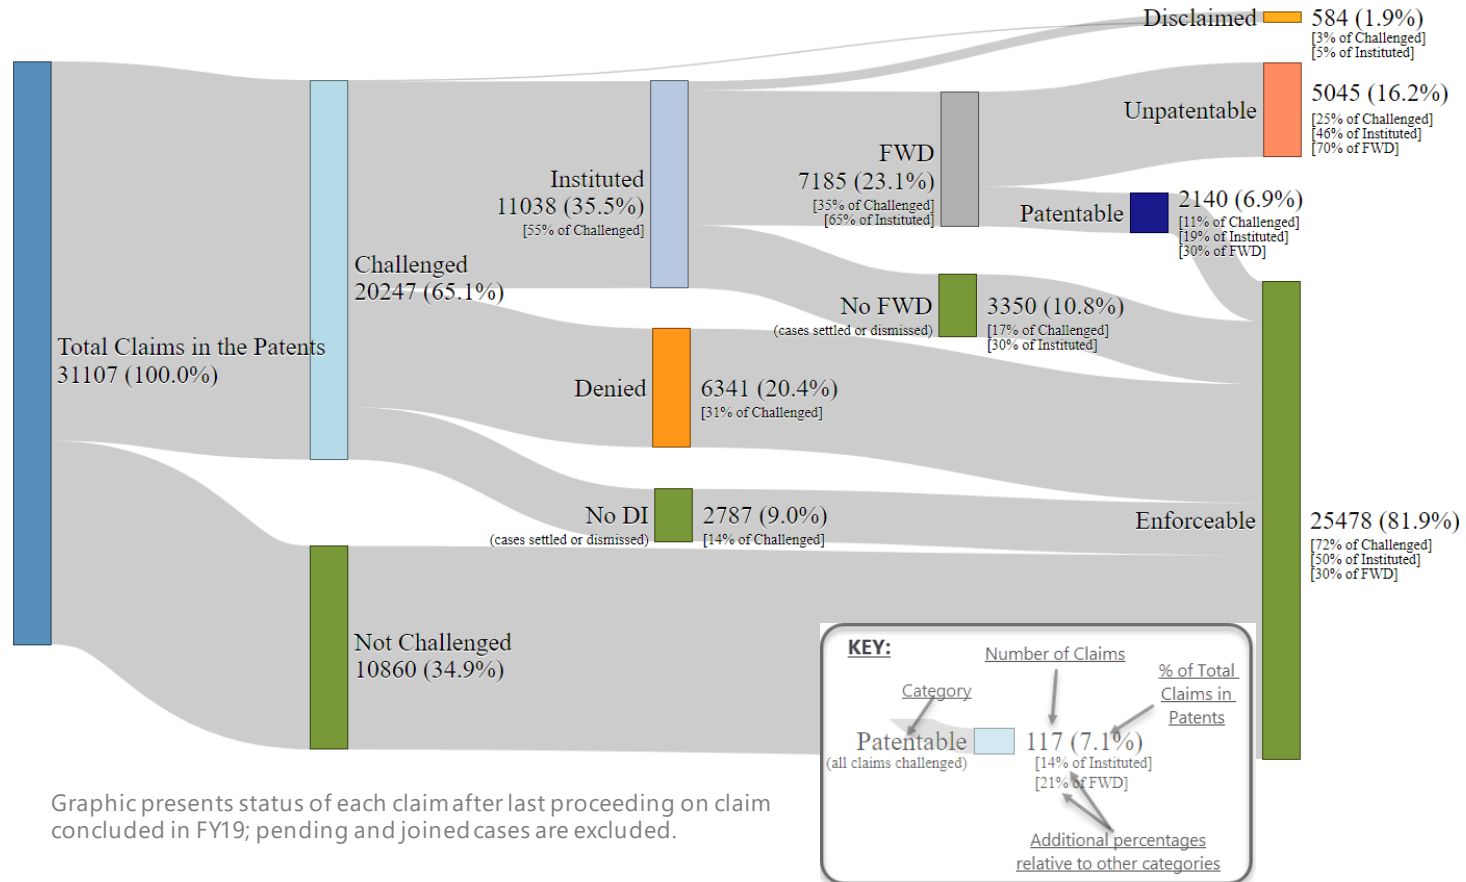 Disclaimed
584 (1.9%)
[3% of Challenged]
[5% of Instituted]
Unpatentable
5045 (16.2%)
[25% of Challenged]
[46% of Instituted]
[70% of FWD]
FWD
7185 (23.1%)
[35% of Challenged]
[65% of Instituted]
Instituted
11038 (35.5%)
[55% of Challenged]
Patentable
2140 (6.9%)
[11% of Challenged]
[19% of Instituted]
[30% of FWD]
Challenged
20247 (65.1%)
No FWD
(cases settled or dismissed)
3350 (10.8%)
[17% of Challenged]
[30% of Instituted]
Total Claims in the Patents
31107 (100.0%)
Denied
6341 (20.4%)
[31% of Challenged]
No DI
(cases settled or dismissed)
2787 (9.0%)
[14% of Challenged]
Enforceable
25478 (81.9%)
[72% of Challenged]
[50% of Instituted]
[30% of FWD]
Not Challenged
10860 (34.9%)
KEY:
Number of Claims
% of Total
Claims in
Patents
Category
Patentable
(all claims challenged)
117 (7.1%)
[14% of Instituted]
[21% of FWD]
Additional percentages
relative to other categories
Graphic presents status of each claim after last proceeding on claim
concluded in FY19; pending and joined cases are excluded.